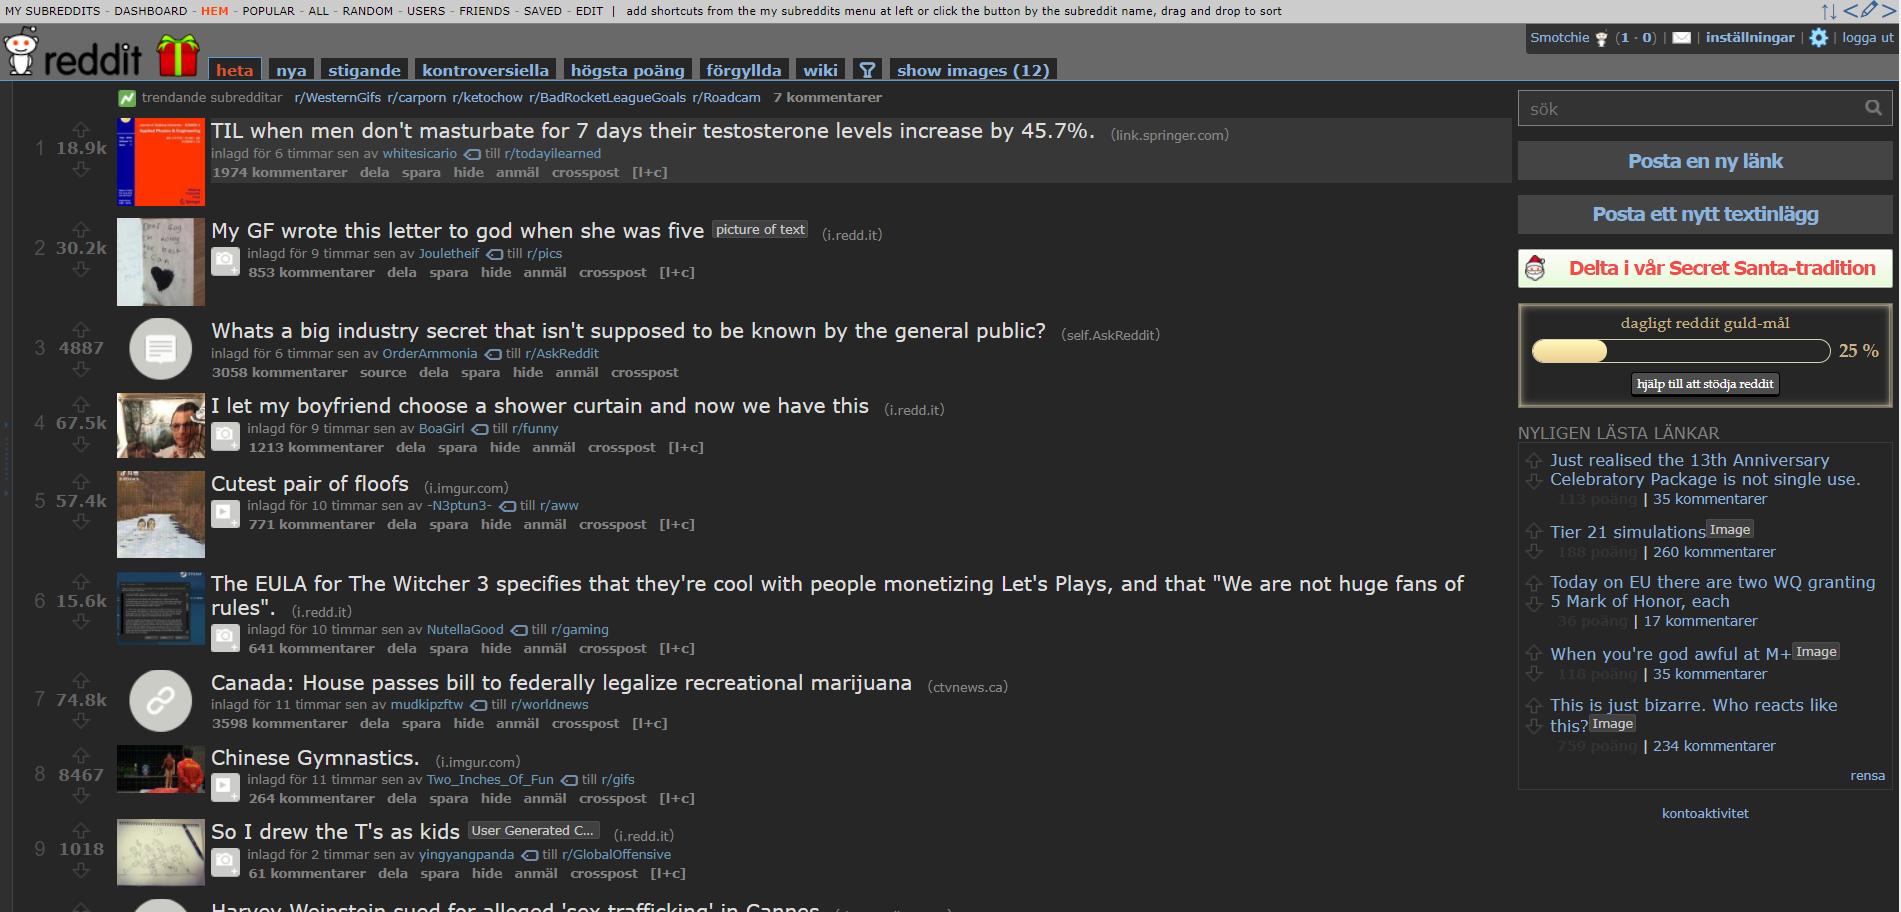 MY SUBREDDITS - DASHBOARD - HEM - POPULAR - ALL - RANDOM - USERS - FRIENDS - SAVED - EDIT | add shortcuts from the my subreddits menu at left or click the button by the subreddit name, drag and drop to sort
Smotchie (1 · 0) | | inställningar | | logga ut
reddit heta nya stigande kontroversiella högsta poäng förgyllda wiki show images (12)
trendande subredditar r/WesternGifs r/carporn r/ketochow r/BadRocketLeagueGoals r/Roadcam 7 kommentarer
1 18.9k
TIL when men don't masturbate for 7 days their testosterone levels increase by 45.7%. (link.springer.com)
inlagd för 6 timmar sen av whitesicario till r/todayilearned
1974 kommentarer dela spara hide anmäl crosspost [l+c]
2 30.2k
My GF wrote this letter to god when she was five picture of text (i.redd.it)
inlagd för 9 timmar sen av Jouletheif till r/pics
853 kommentarer dela spara hide anmäl crosspost [l+c]
3 4887
Whats a big industry secret that isn't supposed to be known by the general public? (self.AskReddit)
inlagd för 6 timmar sen av OrderAmmonia till r/AskReddit
3058 kommentarer source dela spara hide anmäl crosspost
4 67.5k
I let my boyfriend choose a shower curtain and now we have this (i.redd.it)
inlagd för 9 timmar sen av BoaGirl till r/funny
1213 kommentarer dela spara hide anmäl crosspost [l+c]
5 57.4k
Cutest pair of floofs (i.imgur.com)
inlagd för 10 timmar sen av -N3ptun3- till r/aww
771 kommentarer dela spara hide anmäl crosspost [l+c]
6 15.6k
The EULA for The Witcher 3 specifies that they're cool with people monetizing Let's Plays, and that "We are not huge fans of
rules". (i.redd.it)
inlagd för 10 timmar sen av NutellaGood till r/gaming
641 kommentarer dela spara hide anmäl crosspost [l+c]
7 74.8k
Canada: House passes bill to federally legalize recreational marijuana (ctvnews.ca)
inlagd för 11 timmar sen av mudkipzftw till r/worldnews
3598 kommentarer dela spara hide anmäl crosspost [l+c]
8 8467
Chinese Gymnastics. (i.imgur.com)
inlagd för 11 timmar sen av Two_Inches_Of_Fun till r/gifs
264 kommentarer dela spara hide anmäl crosspost [l+c]
9 1018
So I drew the T's as kids User Generated C... (i.redd.it)
inlagd för 2 timmar sen av yingyangpanda till r/GlobalOffensive
61 kommentarer dela spara hide anmäl crosspost [l+c]
Harvey Weinstein sued for alleged 'sex trafficking' in Cannes
sök
Posta en ny länk
Posta ett nytt textinlägg
Delta i vår Secret Santa-tradition
dagligt reddit guld-mål
25 %
hjälp till att stödja reddit
NYLIGEN LÄSTA LÄNKAR
Just realised the 13th Anniversary
Celebratory Package is not single use.
113 poäng | 35 kommentarer
Tier 21 simulations Image
188 poäng | 260 kommentarer
Today on EU there are two WQ granting
5 Mark of Honor, each
36 poäng | 17 kommentarer
When you're god awful at M+ Image
118 poäng | 35 kommentarer
This is just bizarre. Who reacts like
this? Image
759 poäng | 234 kommentarer
rensa
kontoaktivitet